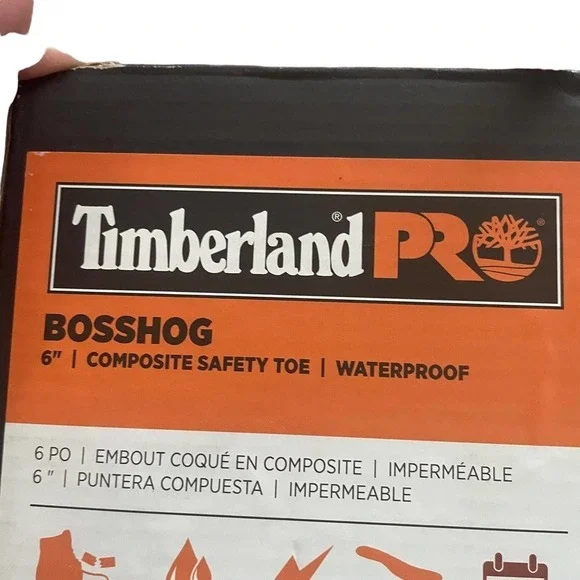 Timberland® PRO®
BOSSHOG
6" | COMPOSITE SAFETY TOE | WATERPROOF
6 PO | EMBOUT COQUÉ EN COMPOSITE | IMPERMÉABLE
6 " | PUNTERA COMPUESTA | IMPERMEABLE